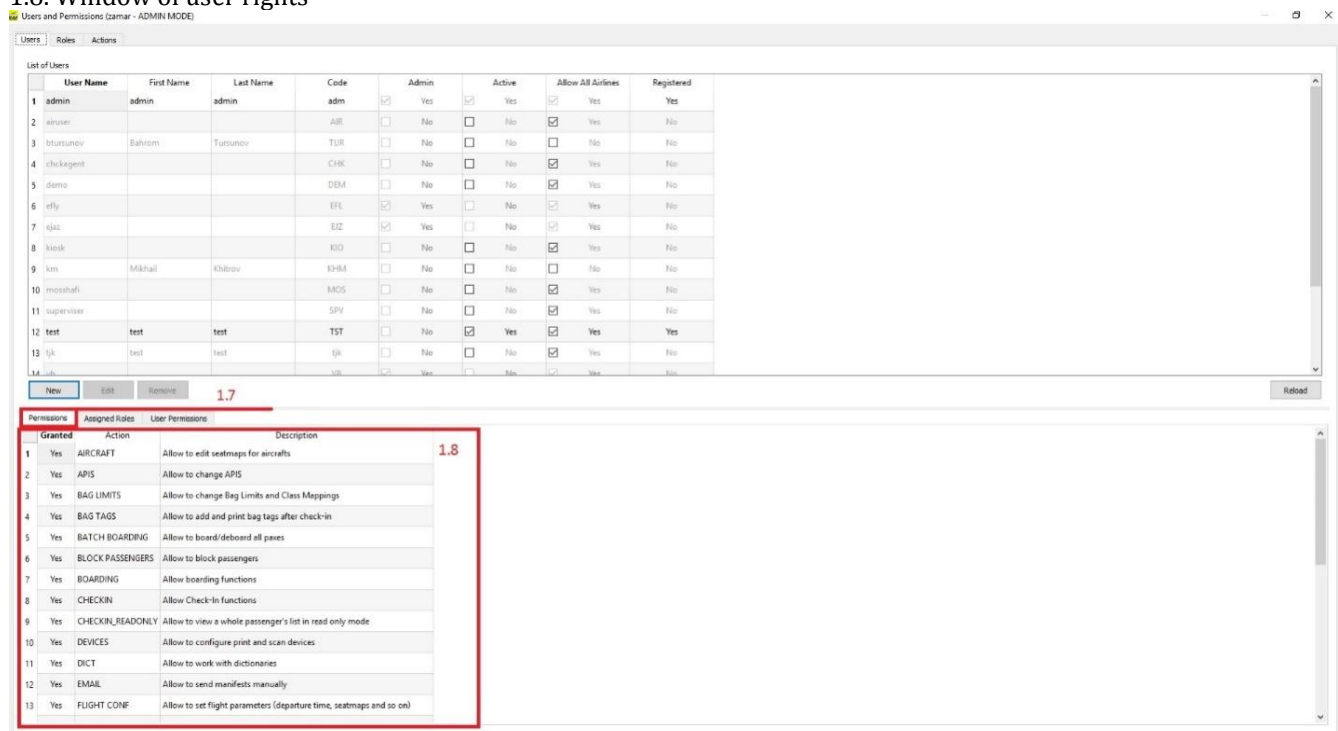 1.8. Window of user rights
Users and Permissions (zamar - ADMIN MODE)
Users Roles Actions
List of Users
User Name First Name Last Name Code Admin Active Allow All Airlines Registered
1 admin admin admin adm Yes Yes Yes Yes
2 airuser AIR No No Yes No
3 btursunov Bahrom Tursunov TUR No No No No
4 chckagent CHK No No Yes No
5 demo DEM No No Yes No
6 efly EFL Yes No Yes No
7 ejaz EJZ Yes No Yes No
8 kiosk KIO No No Yes No
9 km Mikhail Khitrov KHM No No No No
10 mosshafi MOS No No Yes No
11 superviser SPV No No Yes No
12 test test test TST No Yes Yes Yes
13 tjk test test tjk No No Yes No
14 vb Yes No Yes No
New Edit Remove 1.7 Reload
Permissions Assigned Roles User Permissions
Granted Action Description
1.8
1 Yes AIRCRAFT Allow to edit seatmaps for aircrafts
2 Yes APIS Allow to change APIS
3 Yes BAG LIMITS Allow to change Bag Limits and Class Mappings
4 Yes BAG TAGS Allow to add and print bag tags after check-in
5 Yes BATCH BOARDING Allow to board/deboard all paxes
6 Yes BLOCK PASSENGERS Allow to block passengers
7 Yes BOARDING Allow boarding functions
8 Yes CHECKIN Allow Check-In functions
9 Yes CHECKIN_READONLY Allow to view a whole passenger's list in read only mode
10 Yes DEVICES Allow to configure print and scan devices
11 Yes DICT Allow to work with dictionaries
12 Yes EMAIL Allow to send manifests manually
13 Yes FLIGHT CONF Allow to set flight parameters (departure time, seatmaps and so on)